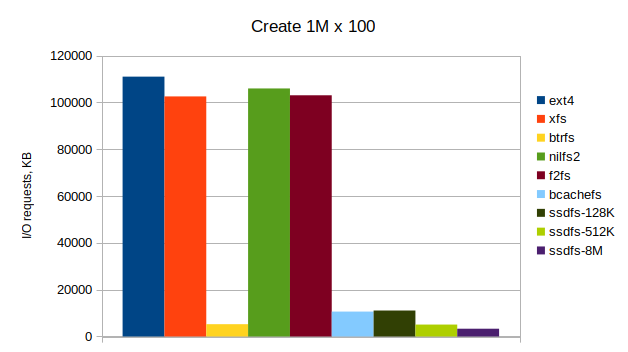 Create 1M x 100
I/O requests, KB
120000
100000
80000
60000
40000
20000
0
ext4
xfs
btrfs
nilfs2
f2fs
bcachefs
ssdfs-128K
ssdfs-512K
ssdfs-8M